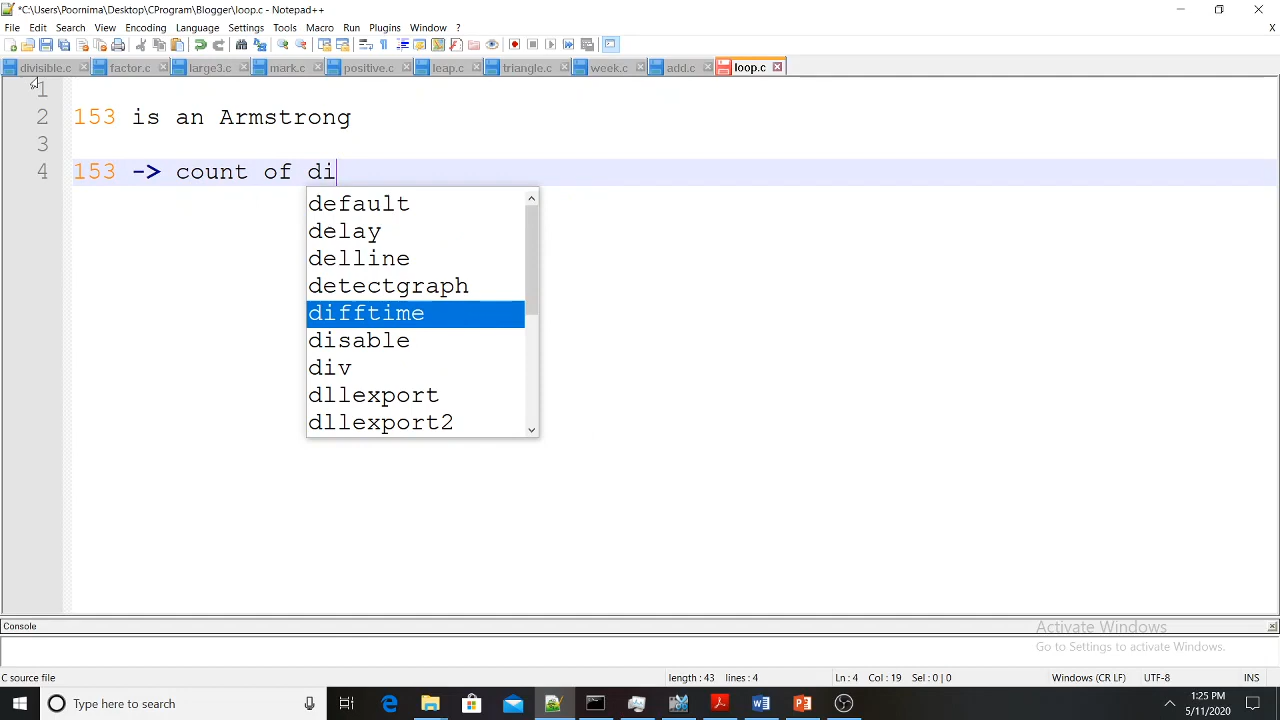 *C:\Users\Poornima\Desktop\CProgram\Blogger\loop.c - Notepad++
File Edit Search View Encoding Language Settings Tools Macro Run Plugins Window ? X
divisible.c factor.c large3.c mark.c positive.c leap.c triangle.c week.c add.c loop.c
1
2 153 is an Armstrong
3
4 153 -> count of di
default
delay
delline
detectgraph
difftime
disable
div
dllexport
dllexport2
Console
Activate Windows
Go to Settings to activate Windows.
C source file length : 43 lines : 4 Ln : 4 Col : 19 Sel : 0 | 0 Windows (CR LF) UTF-8 INS
Type here to search
1:25 PM
5/11/2020